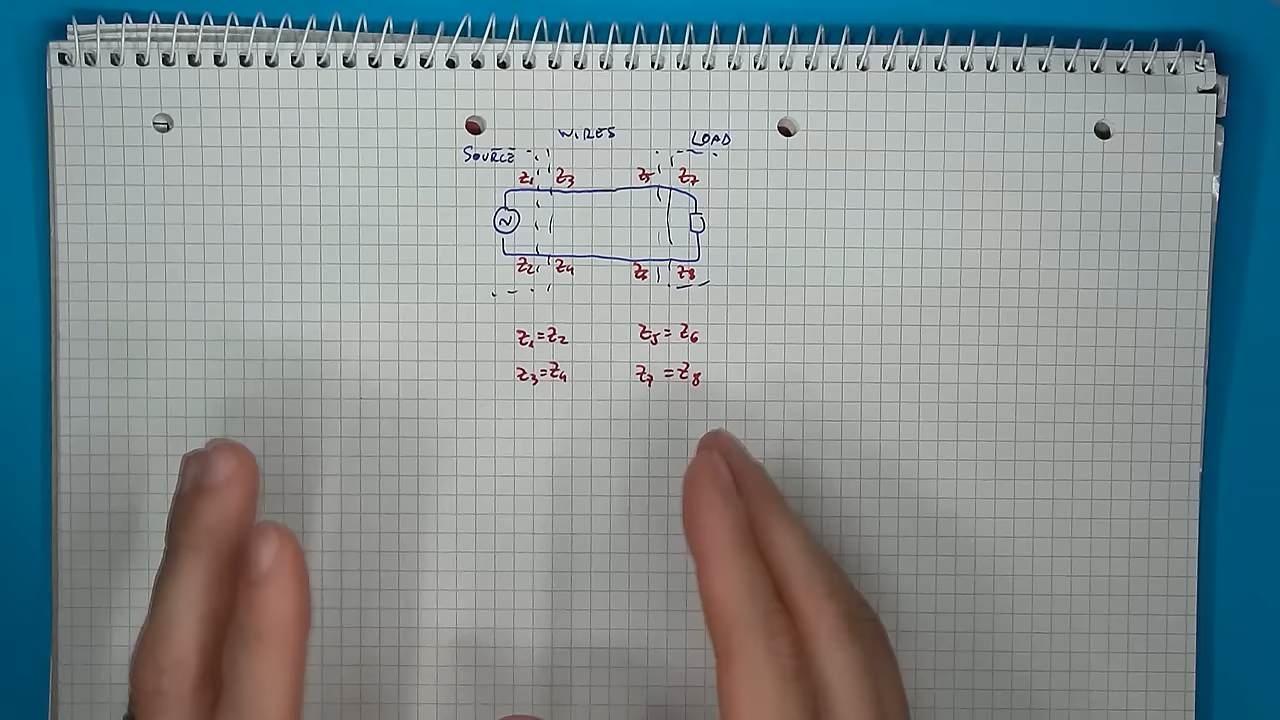 WIRES
LOAD
SOURCE
Z1 Z3 Z5 Z7
~
Z2 Z4 Z6 Z8
Z1=Z2 Z5=Z6
Z3=Z4 Z7=Z8